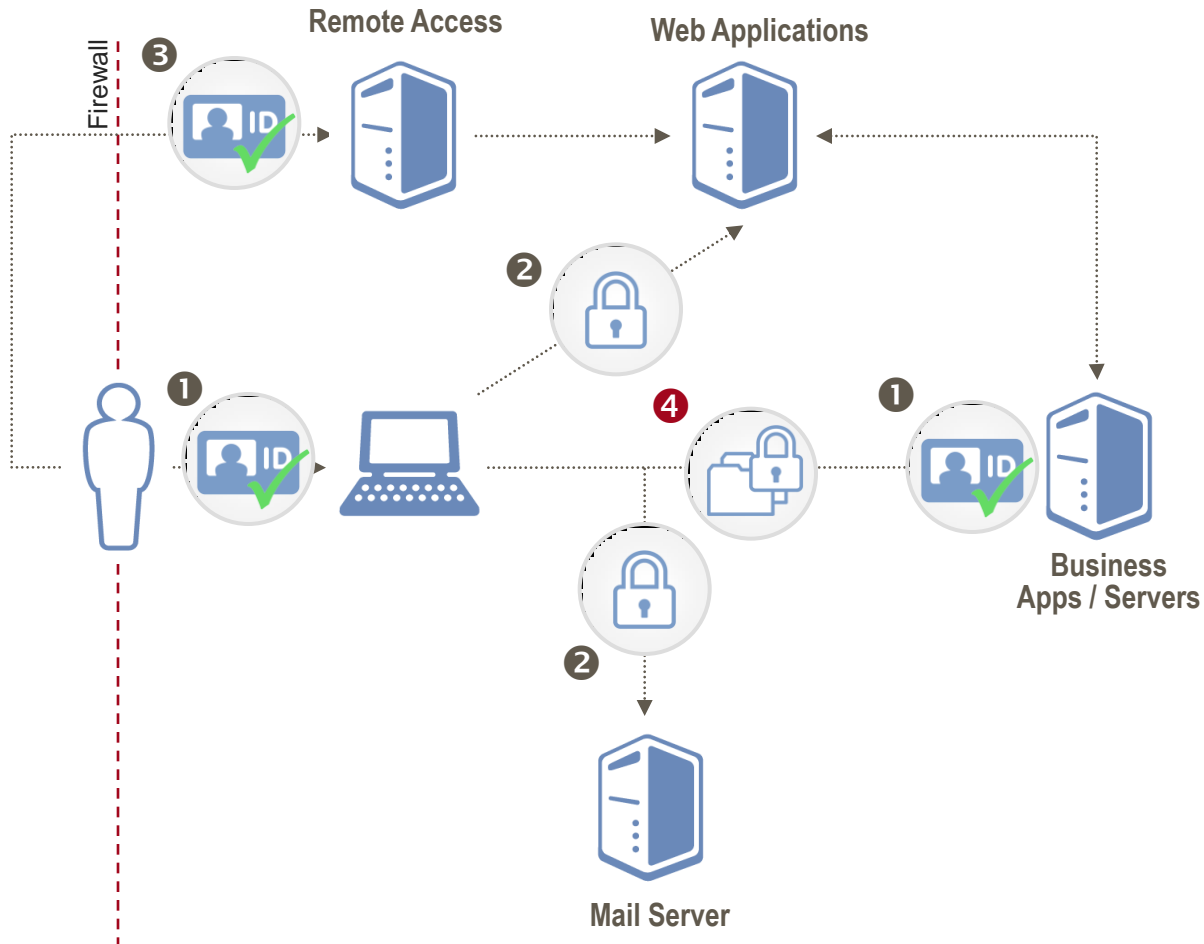 Remote Access
Web Applications
Firewall
3
ID
2
1
ID
4
1
ID
Business
Apps / Servers
2
Mail Server